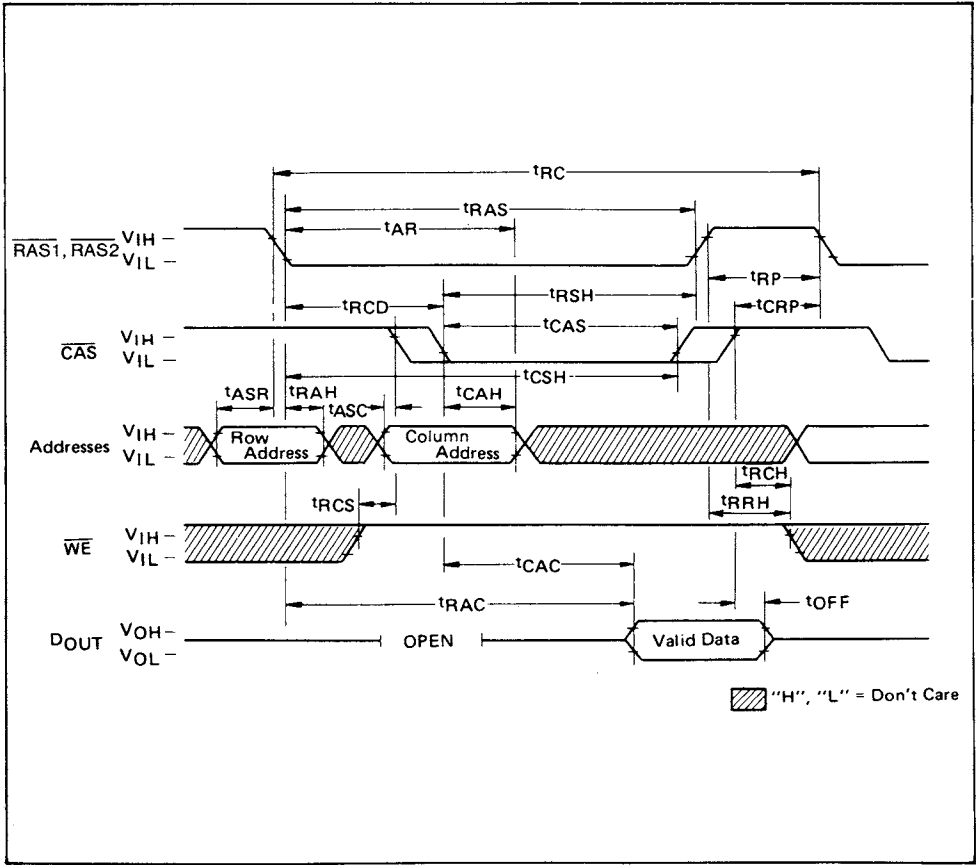 tRC
tRAS
tAR
RAS1, RAS2 VIH
VIL
tRP
tRSH
tRCD
tCRP
tCAS
CAS VIH
VIL
tCSH
tASR tRAH
tASC
tCAH
Addresses VIH
VIL
Row Address
Column Address
tRCH
tRCS
tRRH
WE VIH
VIL
tCAC
tRAC
tOFF
DOUT VOH
VOL
OPEN
Valid Data
"H", "L" = Don't Care